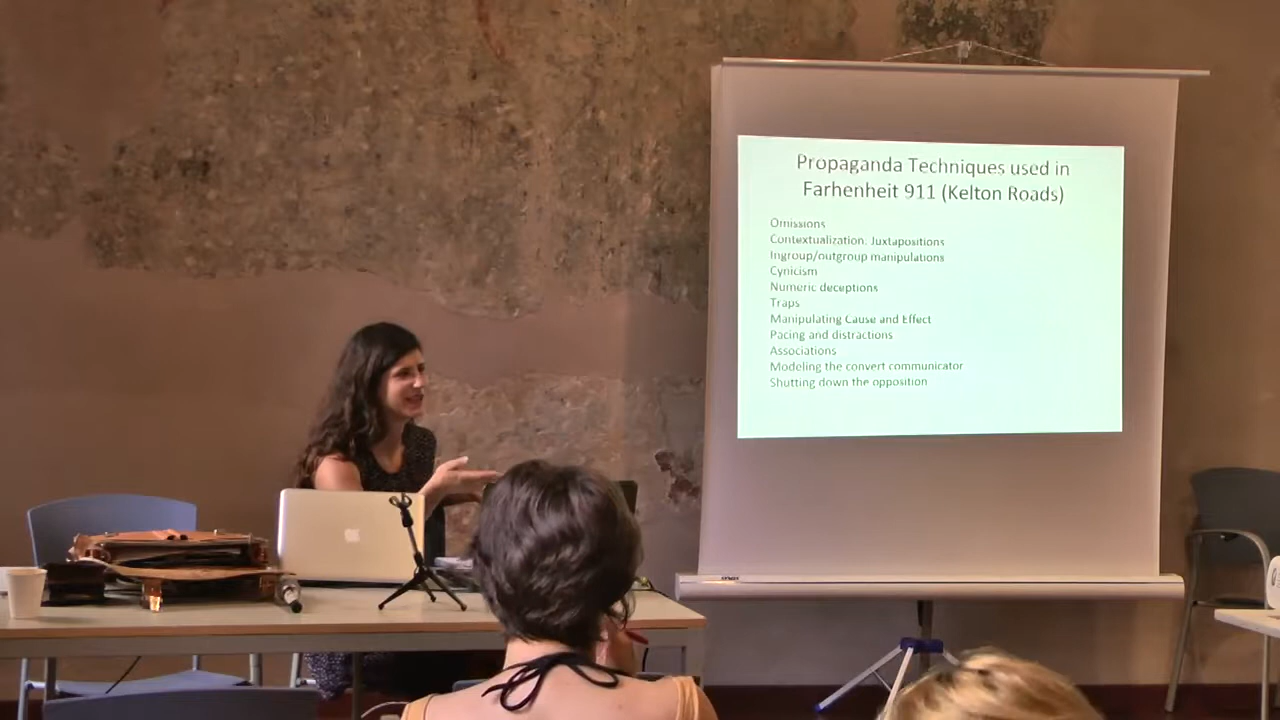 Propaganda Techniques used in
Farhenheit 911 (Kelton Roads)
Omissions
Contextualization. Juxtapositions
Ingroup/outgroup manipulations
Cynicism
Numeric deceptions
Traps
Manipulating Cause and Effect
Pacing and distractions
Associations
Modeling the convert communicator
Shutting down the opposition